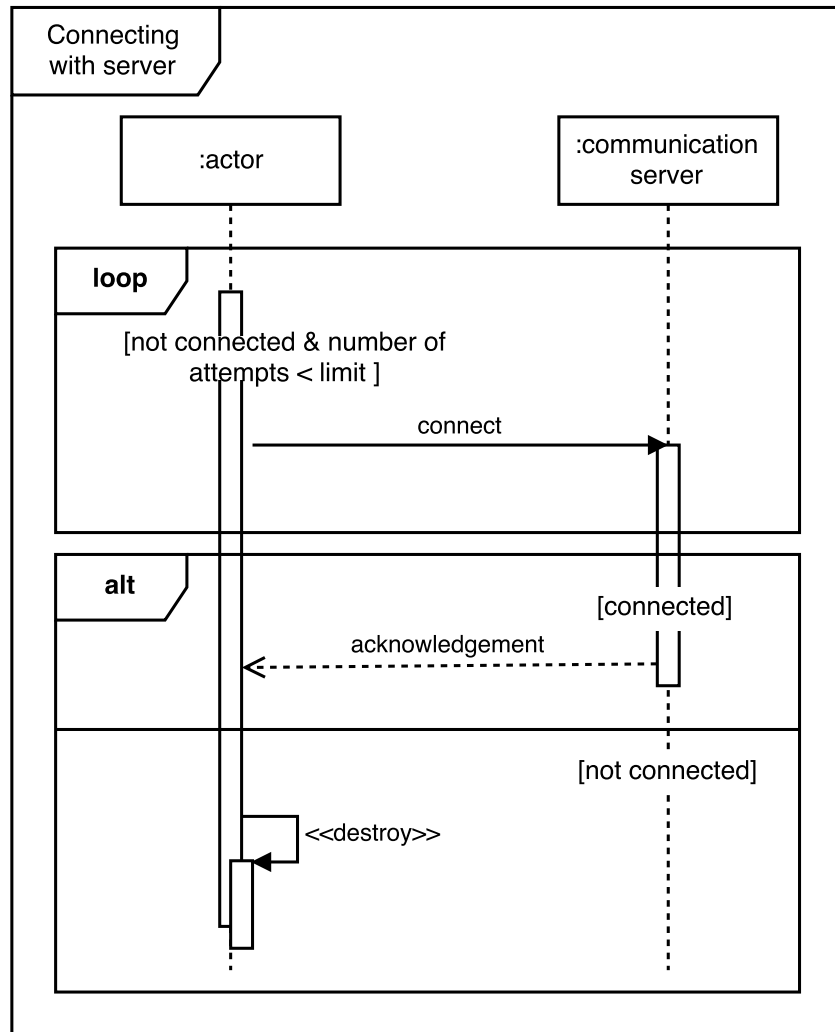 Connecting
with server
:actor
:communication
server
loop
[not connected & number of
attempts < limit ]
connect
alt
[connected]
acknowledgement
[not connected]
<<destroy>>